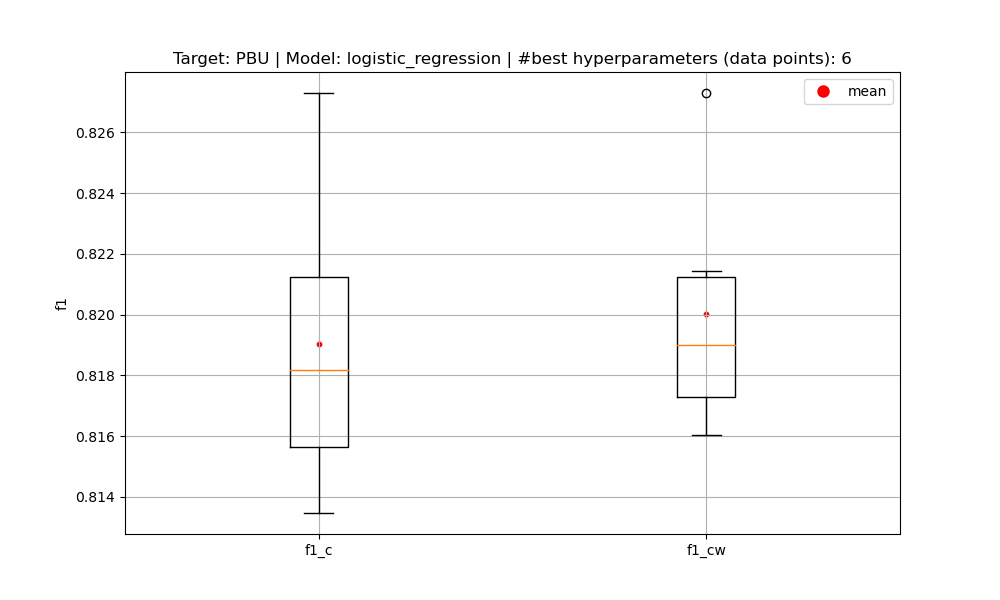 Target: PBU | Model: logistic_regression | #best hyperparameters (data points): 6
mean
0.826
0.824
0.822
0.820
0.818
0.816
0.814
f1
f1_c
f1_cw